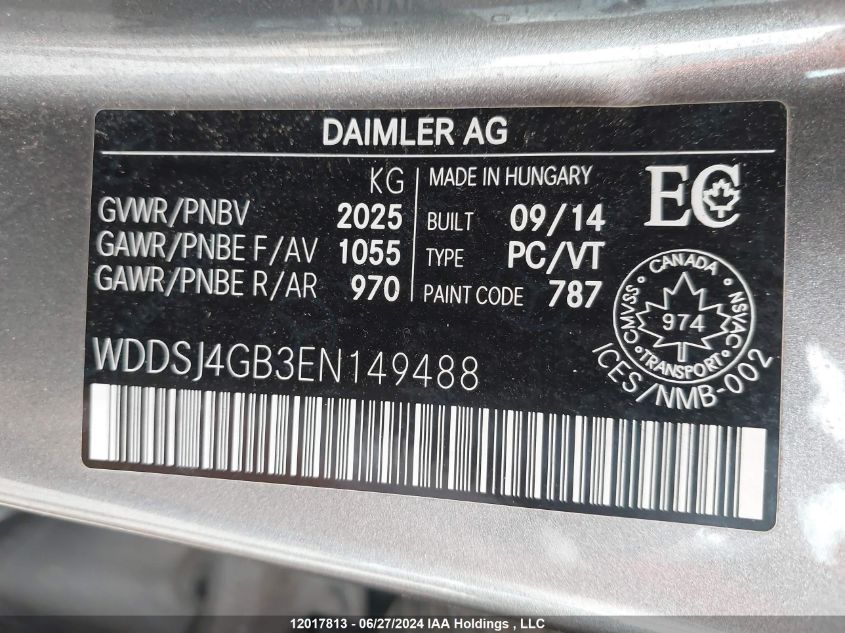 DAIMLER AG
KG
GVWR/PNBV 2025
GAWR/PNBE F/AV 1055
GAWR/PNBE R/AR 970
MADE IN HUNGARY
BUILT 09/14
TYPE PC/VT
PAINT CODE 787
EC
CANADA
CMVSS 974 NSVAC
TRANSPORT
ICES/NMB-002
WDDSJ4GB3EN149488
12017813 - 06/27/2024 IAA Holdings , LLC